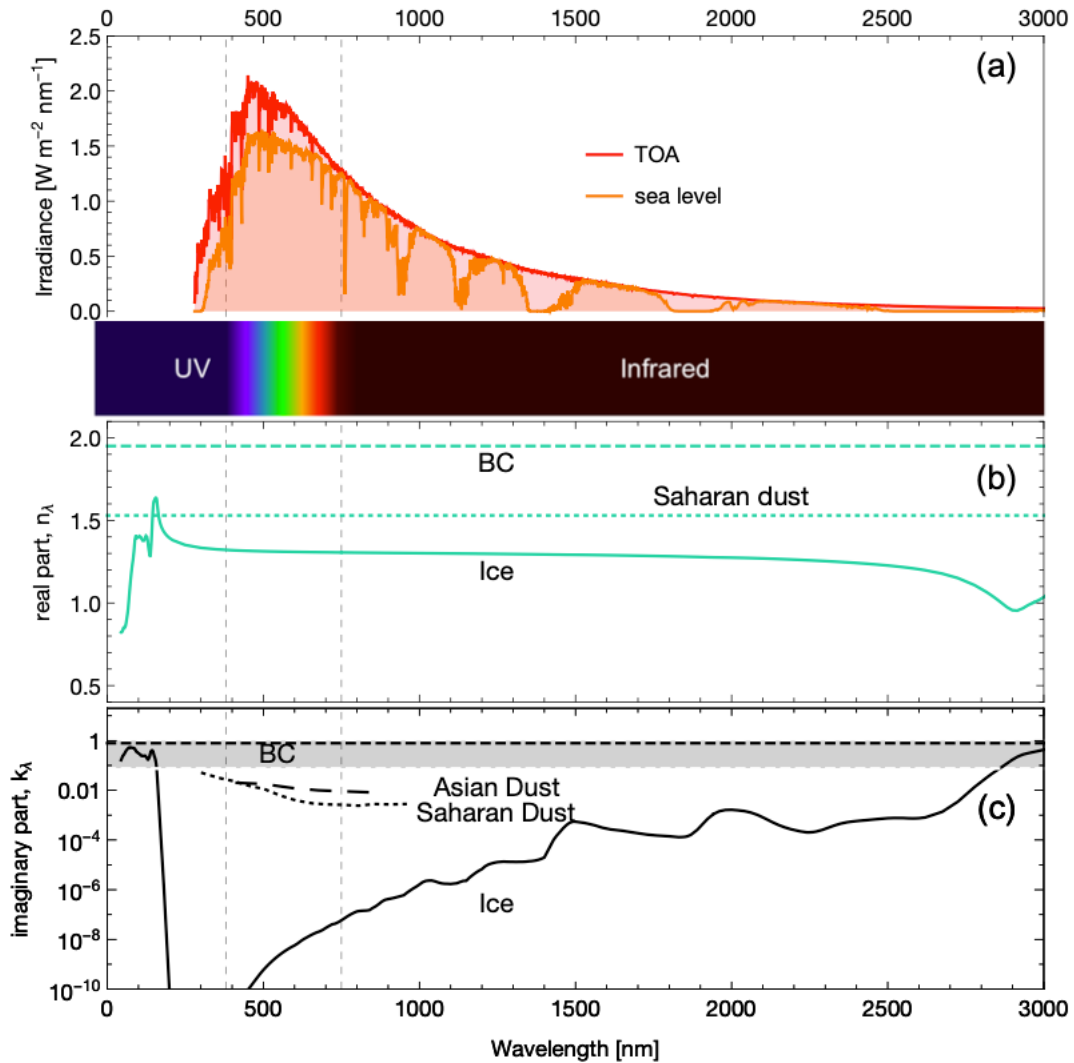 0 500 1000 1500 2000 2500 3000
2.5
2.0
1.5
1.0
0.5
0.0
Irradiance [W m⁻² nm⁻¹]
(a)
TOA
sea level
UV
Infrared
2.0
1.5
1.0
0.5
real part, n_λ
BC
(b)
Saharan dust
Ice
1
0.01
10⁻⁴
10⁻⁶
10⁻⁸
10⁻¹⁰
imaginary part, k_λ
BC
Asian Dust
Saharan Dust
(c)
Ice
0 500 1000 1500 2000 2500 3000
Wavelength [nm]